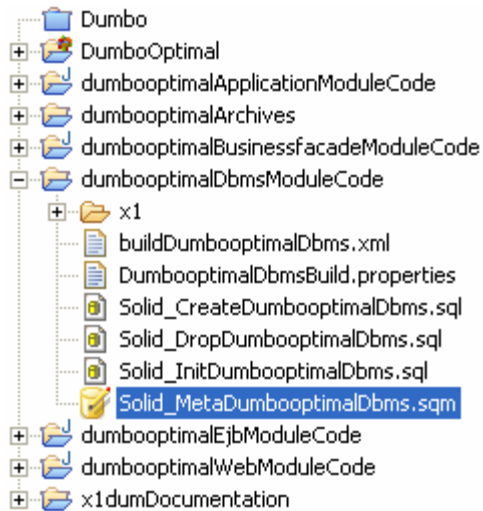 Dumbo
DumboOptimal
dumbooptimalApplicationModuleCode
dumbooptimalArchives
dumbooptimalBusinessfacadeModuleCode
dumbooptimalDbmsModuleCode
x1
buildDumbooptimalDbms.xml
DumbooptimalDbmsBuild.properties
Solid_CreateDumbooptimalDbms.sql
Solid_DropDumbooptimalDbms.sql
Solid_InitDumbooptimalDbms.sql
Solid_MetaDumbooptimalDbms.sqm
dumbooptimalEjbModuleCode
dumbooptimalWebModuleCode
x1dumDocumentation